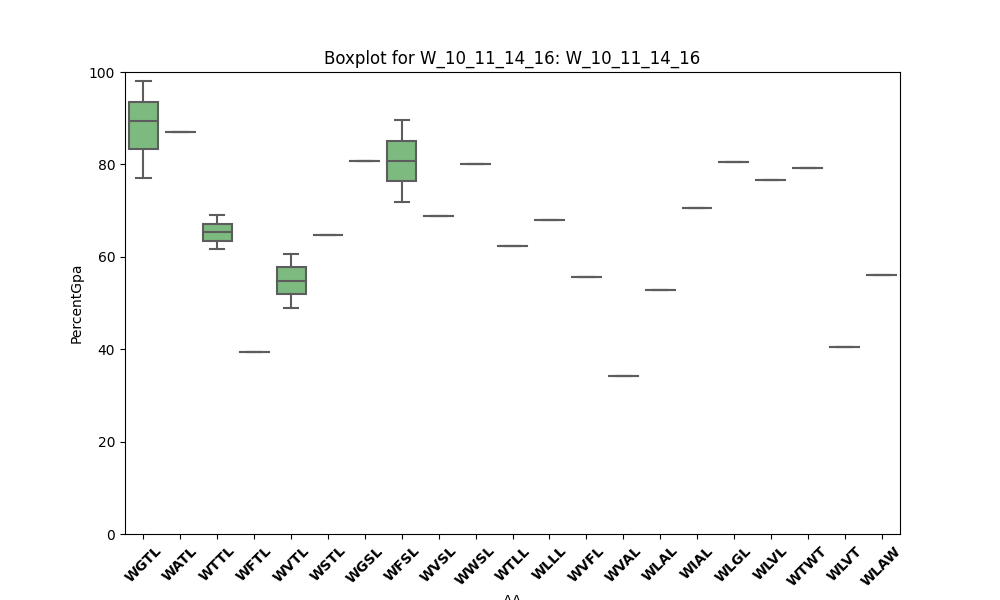 Boxplot for W_10_11_14_16: W_10_11_14_16
PercentGpa
100
80
60
40
20
0
WGTL WATL WTTL WFTL WVTL WSTL WGSL WFSL WVSL WWSL WTLL WLLL WVFL WVAL WLAL WIAL WLGL WLVL WTWT WLVT WLAW
AA